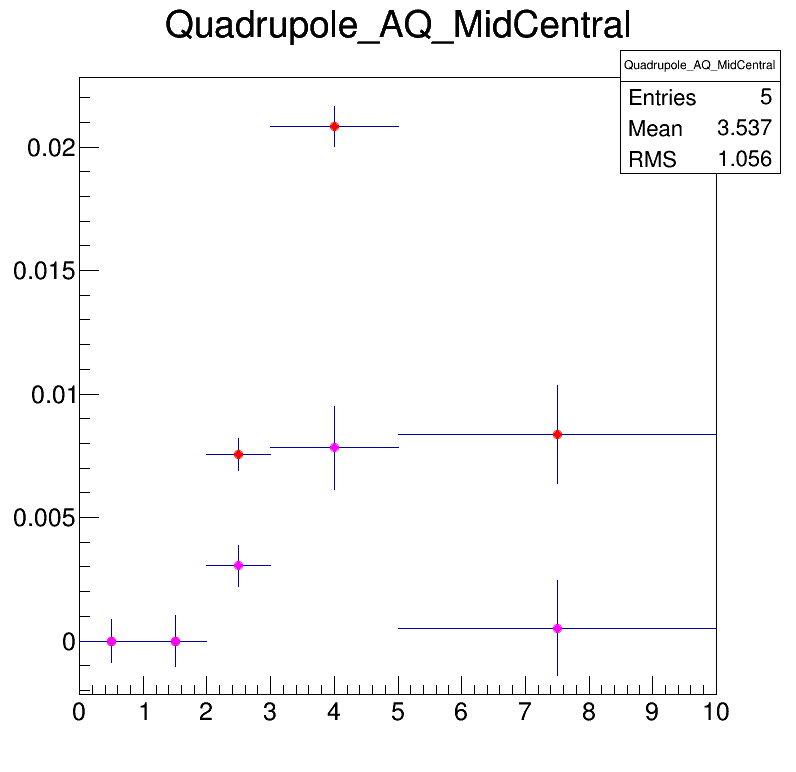 Quadrupole_AQ_MidCentral
Quadrupole_AQ_MidCentral
Entries 5
Mean 3.537
RMS 1.056
0.02
0.015
0.01
0.005
0
0 1 2 3 4 5 6 7 8 9 10